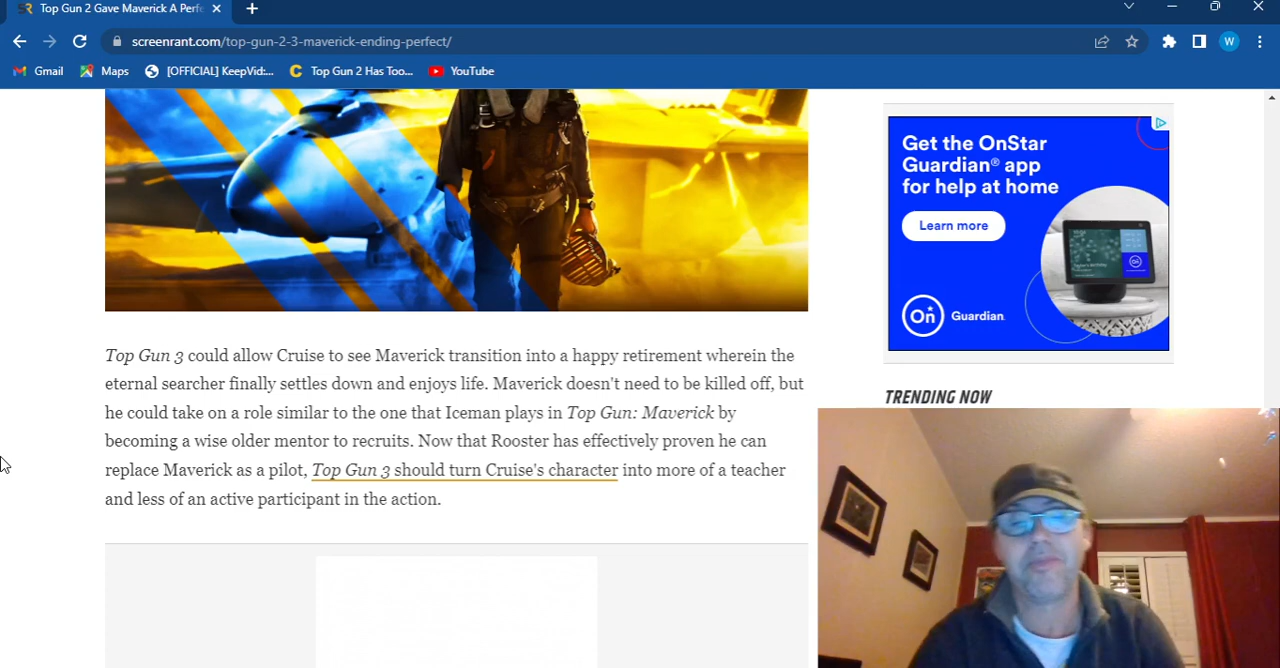 Top Gun 2 Gave Maverick A Perfe
screenrant.com/top-gun-2-3-maverick-ending-perfect/
W
Gmail
Maps
[OFFICIAL] KeepVid:...
Top Gun 2 Has Too...
YouTube
Get the OnStar
Guardian® app
for help at home
Learn more
On
Guardian
TRENDING NOW
Top Gun 3 could allow Cruise to see Maverick transition into a happy retirement wherein the
eternal searcher finally settles down and enjoys life. Maverick doesn't need to be killed off, but
he could take on a role similar to the one that Iceman plays in Top Gun: Maverick by
becoming a wise older mentor to recruits. Now that Rooster has effectively proven he can
replace Maverick as a pilot, Top Gun 3 should turn Cruise's character into more of a teacher
and less of an active participant in the action.